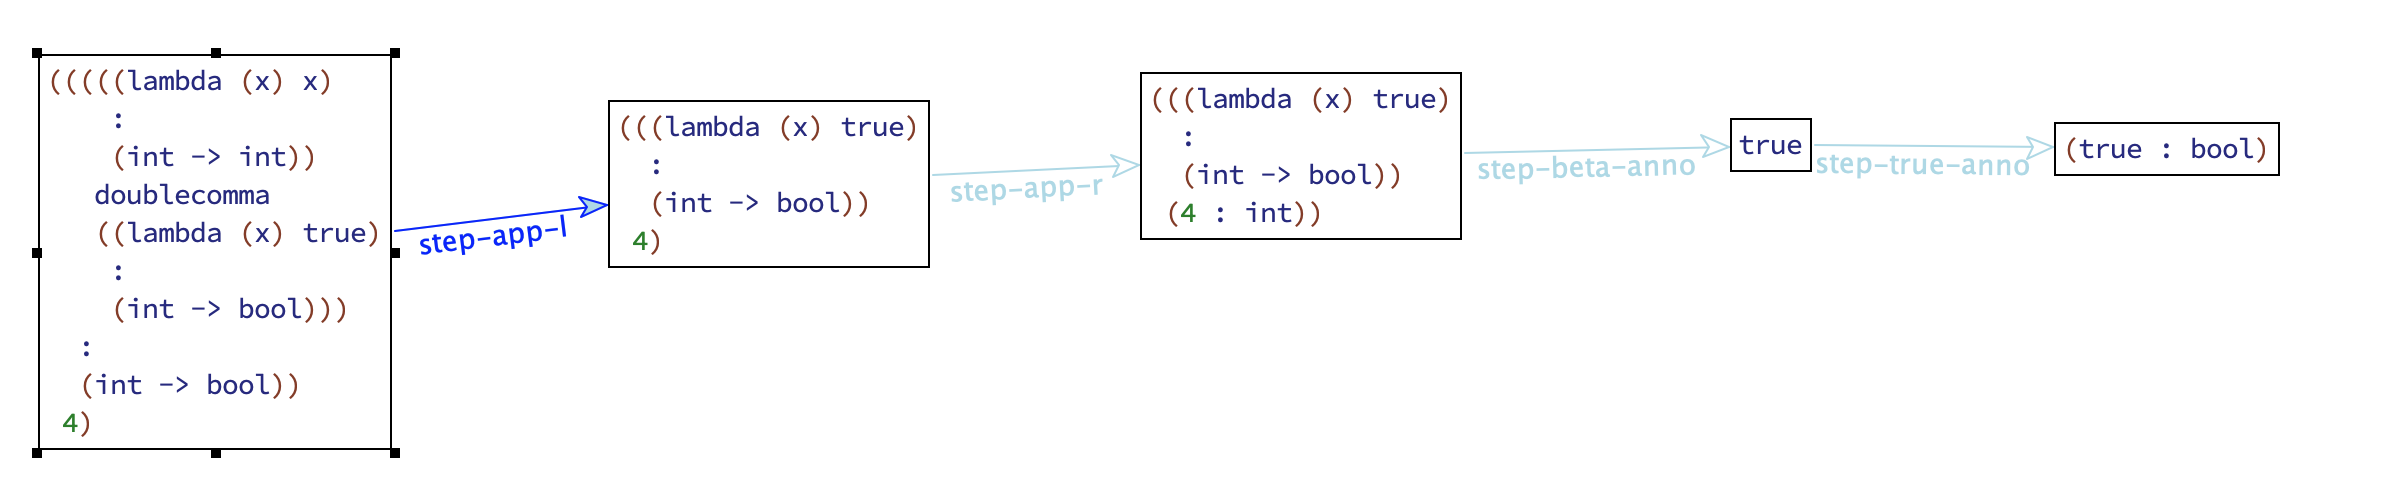 (((((lambda (x) x)
:
(int -> int))
doublecomma
((lambda (x) true)
:
(int -> bool)))
:
(int -> bool))
4)
step-app-l
(((lambda (x) true)
:
(int -> bool))
4)
step-app-r
(((lambda (x) true)
:
(int -> bool))
(4 : int))
step-beta-anno
true
step-true-anno
(true : bool)